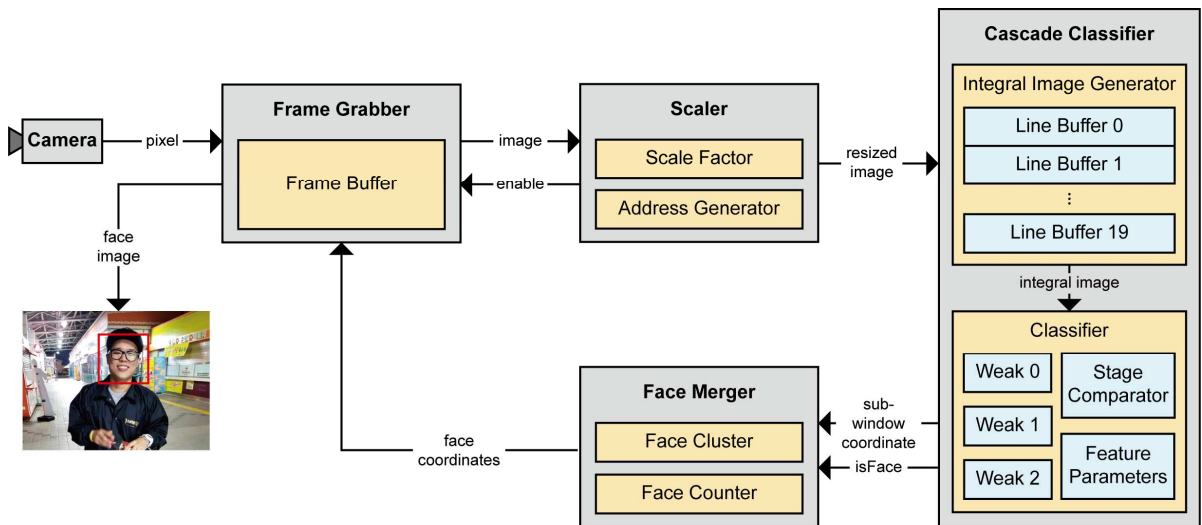 Camera
pixel
Frame Grabber
Frame Buffer
image
enable
Scaler
Scale Factor
Address Generator
resized
image
Cascade Classifier
Integral Image Generator
Line Buffer 0
Line Buffer 1
⋮
Line Buffer 19
integral image
Classifier
Weak 0
Weak 1
Weak 2
Stage
Comparator
Feature
Parameters
sub-
window
coordinate
isFace
Face Merger
Face Cluster
Face Counter
face
coordinates
face
image